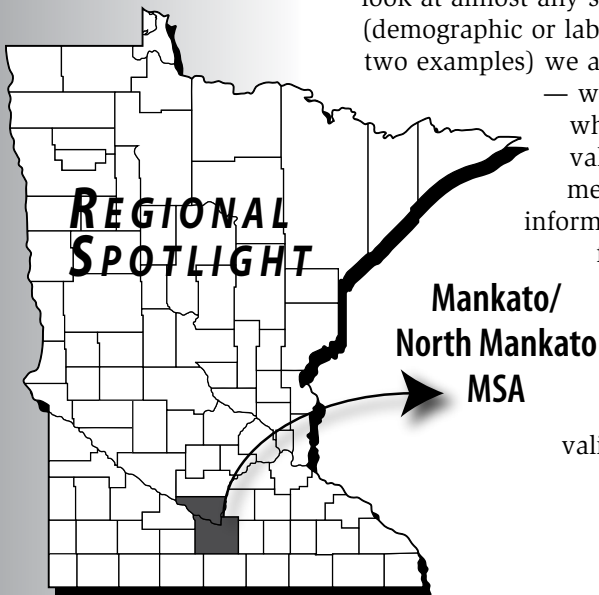 look at almost any s
(demographic or lab
two examples) we a
— w
wh
val
me
inform
REGIONAL
SPOTLIGHT
Mankato/
North Mankato
MSA
vali